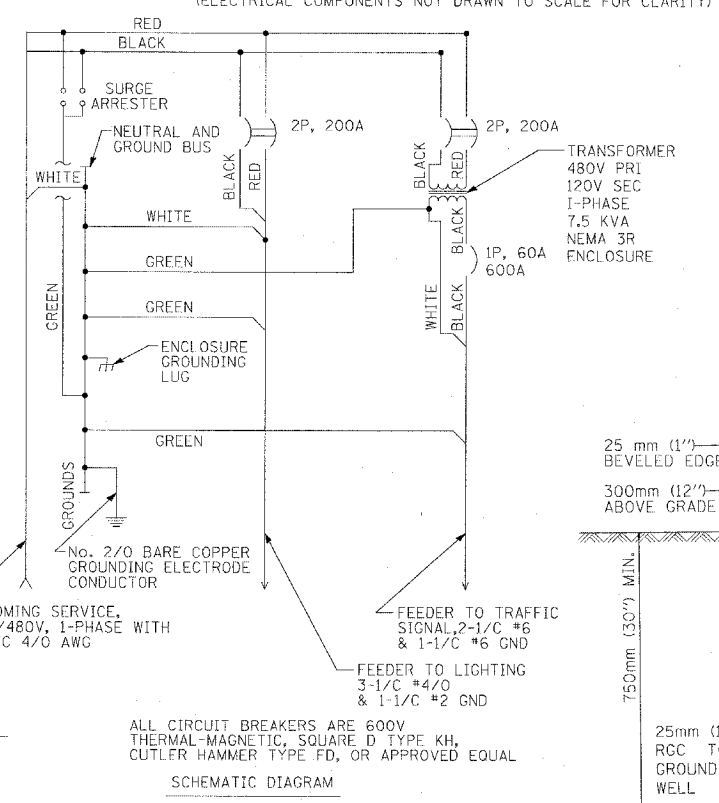 (ELECTRICAL COMPONENTS NOT DRAWN TO SCALE FOR CLARITY)
RED
BLACK
SURGE
ARRESTER
NEUTRAL AND
GROUND BUS
2P, 200A
2P, 200A
BLACK
RED
BLACK
RED
TRANSFORMER
480V PRI
120V SEC
I-PHASE
7.5 KVA
NEMA 3R
ENCLOSURE
WHITE
WHITE
BLACK
1P, 60A
600A
GREEN
GREEN
GREEN
WHITE
BLACK
ENCLOSURE
GROUNDING
LUG
GREEN
GROUNDS
25 mm (1")
BEVELED EDGE
300mm (12")
ABOVE GRADE
No. 2/0 BARE COPPER
GROUNDING ELECTRODE
CONDUCTOR
OMING SERVICE,
/480V, 1-PHASE WITH
C 4/0 AWG
FEEDER TO TRAFFIC
SIGNAL,2-1/C #6
& 1-1/C #6 GND
FEEDER TO LIGHTING
3-1/C #4/0
& 1-1/C #2 GND
750mm (30") MIN.
ALL CIRCUIT BREAKERS ARE 600V
THERMAL-MAGNETIC, SQUARE D TYPE KH,
CUTLER HAMMER TYPE FD, OR APPROVED EQUAL
SCHEMATIC DIAGRAM
25mm (1
RGC TO
GROUND
WELL